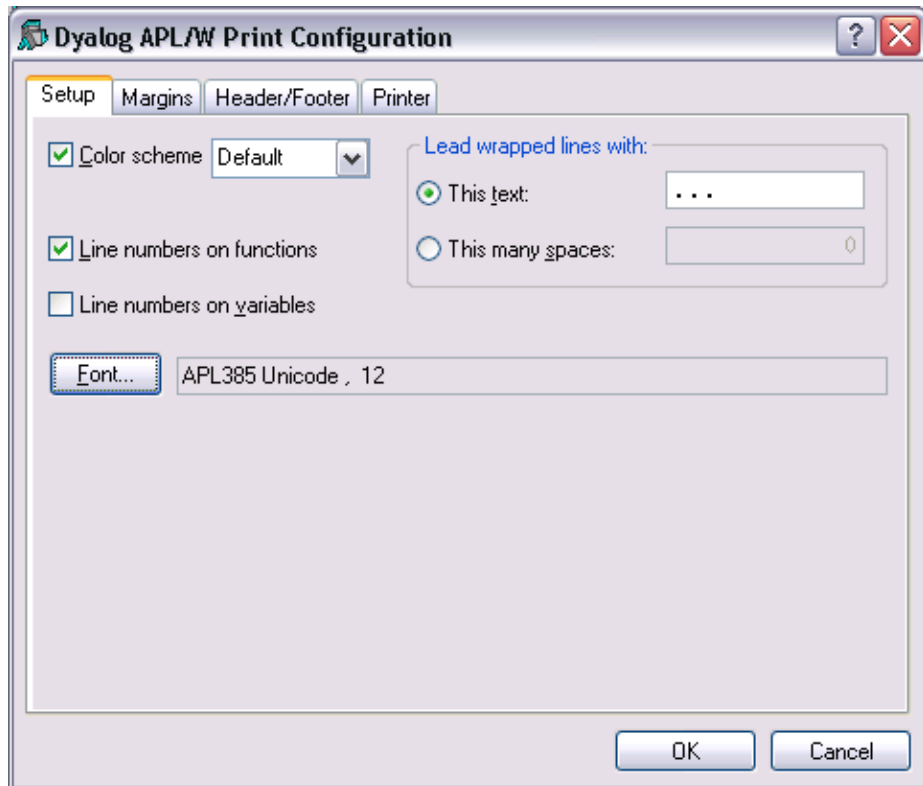 Dyalog APL/W Print Configuration
?
Setup Margins Header/Footer Printer
Color scheme Default
Lead wrapped lines with:
This text: ...
Line numbers on functions
This many spaces: 0
Line numbers on variables
Font... APL385 Unicode , 12
OK Cancel